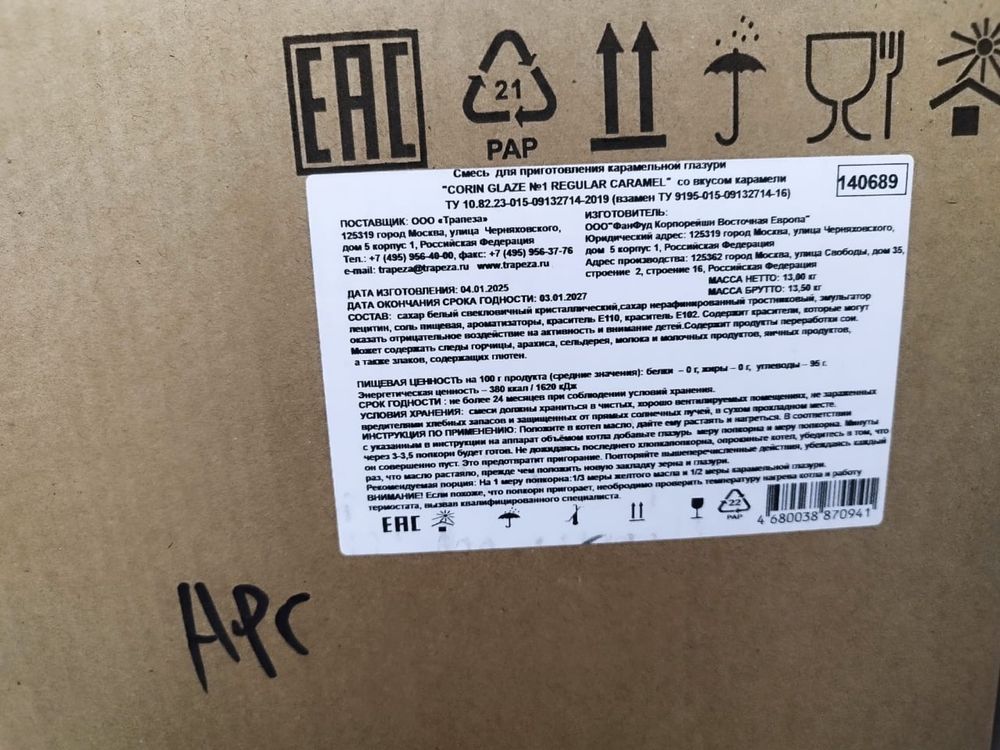 EAC
21
PAP
Смесь для приготовления карамельной глазури
"CORIN GLAZE №1 REGULAR CARAMEL" со вкусом карамели
ТУ 10.82.23-015-09132714-2019 (взамен ТУ 9195-015-09132714-16)
140689
ПОСТАВЩИК: ООО «Трапеза»
125319 город Москва, улица Черняховского,
дом 5 корпус 1, Российская Федерация
Тел.: +7 (495) 956-40-00, факс: +7 (495) 956-37-76
e-mail: trapeza@trapeza.ru www.trapeza.ru
ИЗГОТОВИТЕЛЬ:
ООО"ФанФуд Корпорейшн Восточная Европа"
Юридический адрес: 125319 город Москва, улица Черняховского,
дом 5 корпус 1, Российская Федерация
Адрес производства: 125362 город Москва, улица Свободы, дом 35,
строение 2, строение 16, Российская Федерация
МАССА НЕТТО: 13,00 кг
МАССА БРУТТО: 13,50 кг
ДАТА ИЗГОТОВЛЕНИЯ: 04.01.2025
ДАТА ОКОНЧАНИЯ СРОКА ГОДНОСТИ: 03.01.2027
СОСТАВ: сахар белый свекловичный кристаллический,сахар нерафинированный тростниковый, эмульгатор
лецитин, соль пищевая, ароматизаторы, краситель Е110, краситель Е102. Содержит красители, которые могут
оказать отрицательное воздействие на активность и внимание детей.Содержит продукты переработки сои.
Может содержать следы горчицы, арахиса, сельдерея, молока и молочных продуктов, яичных продуктов,
а также злаков, содержащих глютен.
ПИЩЕВАЯ ЦЕННОСТЬ на 100 г продукта (средние значения): белки – 0 г, жиры – 0 г, углеводы – 95 г.
Энергетическая ценность – 380 ккал / 1620 кДж
СРОК ГОДНОСТИ : не более 24 месяцев при соблюдении условий хранения.
УСЛОВИЯ ХРАНЕНИЯ: смеси должны храниться в чистых, хорошо вентилируемых помещениях, не зараженных
вредителями хлебных запасов и защищенных от прямых солнечных лучей, в сухом прохладном месте.
ИНСТРУКЦИЯ ПО ПРИМЕНЕНИЮ: Положите в котел масло, дайте ему растаять и нагреться. В соответствии
с указанным в инструкции на аппарат объёмом котла добавьте глазурь меру попкорна и меру попкорна. Минуты
через 3-3,5 попкорн будет готов. Не дожидаясь последнего хлопка попкорна, опрокиньте котел, убедитесь в том, что
он совершенно пуст. Это предотвратит пригорание. Повторяйте вышеперечисленные действия, убеждаясь каждый
раз, что масло растаяло, прежде чем положить новую закладку зерна и глазури.
Рекомендуемая порция: На 1 меру попкорна:1/3 меры желтого масла и 1/2 меры карамельной глазури.
ВНИМАНИЕ! Если похоже, что попкорн пригорает, необходимо проверить температуру нагрева котла и работу
термостата, вызвав квалифицированного специалиста.
EAC
22
PAP
4 680038 870941